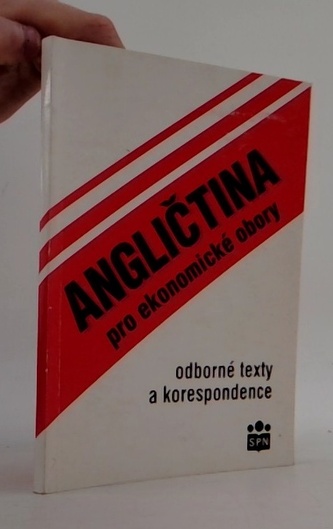 ANGLIČTINA
pro ekonomické obory
odborné texty
a korespondence
SPN